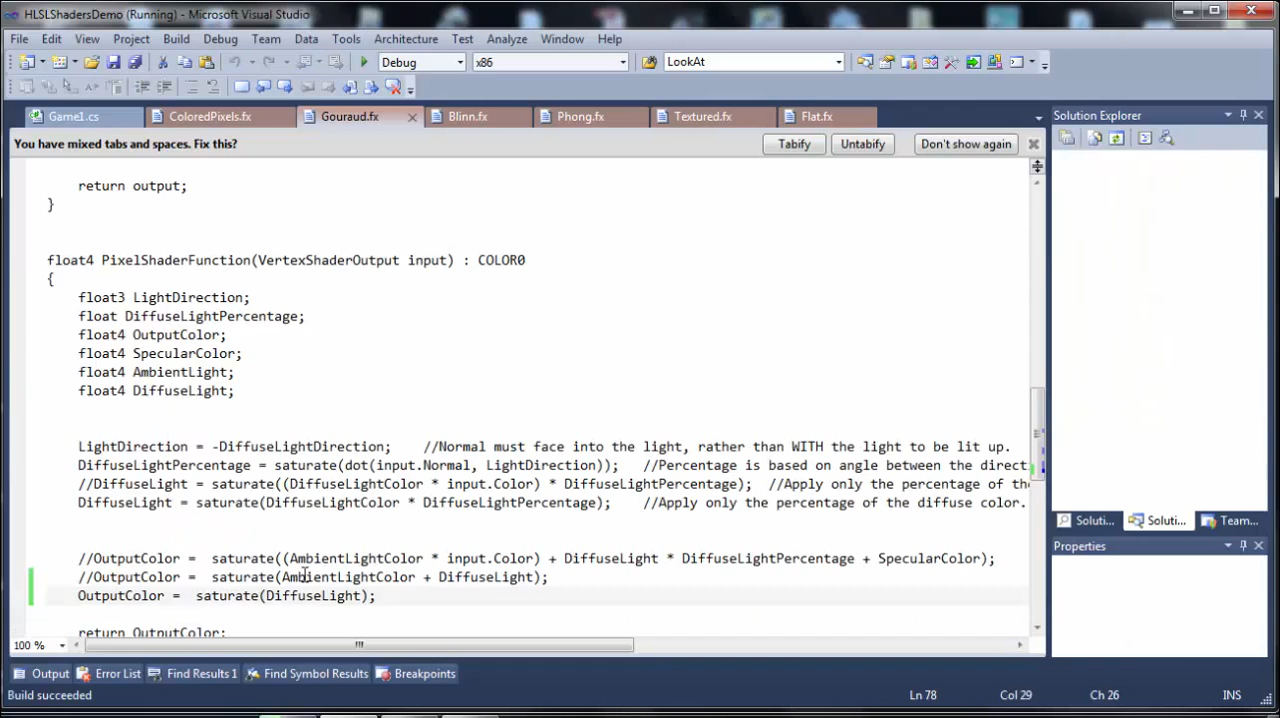 HLSLShadersDemo (Running) - Microsoft Visual Studio
File Edit View Project Build Debug Team Data Tools Architecture Test Analyze Window Help
Debug x86 LookAt
Game1.cs ColoredPixels.fx Gouraud.fx Blinn.fx Phong.fx Textured.fx Flat.fx
Solution Explorer
You have mixed tabs and spaces. Fix this? Tabify Untabify Don't show again
return output;
}
float4 PixelShaderFunction(VertexShaderOutput input) : COLOR0
{
float3 LightDirection;
float DiffuseLightPercentage;
float4 OutputColor;
float4 SpecularColor;
float4 AmbientLight;
float4 DiffuseLight;
LightDirection = -DiffuseLightDirection; //Normal must face into the light, rather than WITH the light to be lit up.
DiffuseLightPercentage = saturate(dot(input.Normal, LightDirection)); //Percentage is based on angle between the direct
//DiffuseLight = saturate((DiffuseLightColor * input.Color) * DiffuseLightPercentage); //Apply only the percentage of the
DiffuseLight = saturate(DiffuseLightColor * DiffuseLightPercentage); //Apply only the percentage of the diffuse color.
//OutputColor = saturate((AmbientLightColor * input.Color) + DiffuseLight * DiffuseLightPercentage + SpecularColor);
//OutputColor = saturate(AmbientLightColor + DiffuseLight);
OutputColor = saturate(DiffuseLight);
return OutputColor;
100 %
Soluti... Soluti... Team...
Properties
Output Error List Find Results 1 Find Symbol Results Breakpoints
Build succeeded Ln 78 Col 29 Ch 26 INS